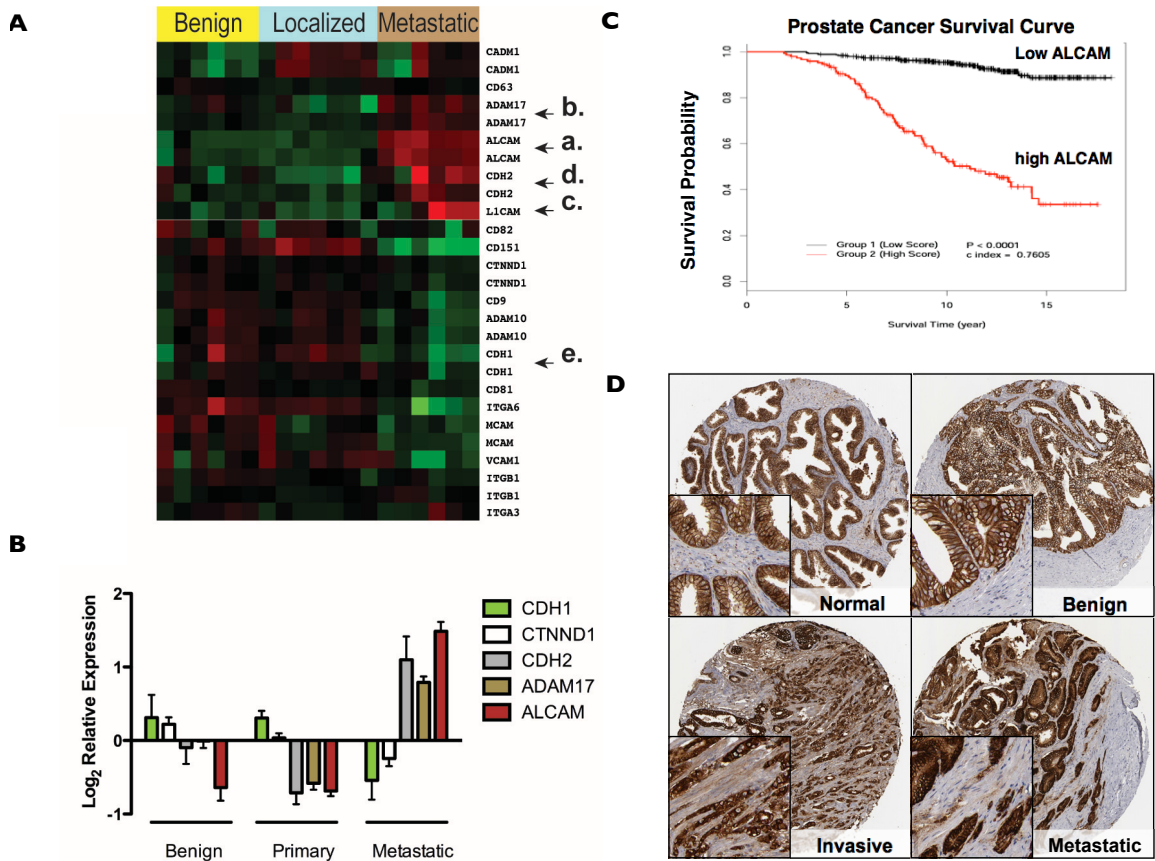 A
Benign Localized Metastatic
CADM1
CADM1
CD63
ADAM17
ADAM17
ALCAM
ALCAM
CDH2
CDH2
L1CAM
CD82
CD151
CTNND1
CTNND1
CD9
ADAM10
ADAM10
CDH1
CDH1
CD81
ITGA6
MCAM
MCAM
VCAM1
ITGB1
ITGB1
ITGA3
b.
a.
d.
c.
e.
B
Log2 Relative Expression
2
1
0
-1
Benign Primary Metastatic
CDH1
CTNND1
CDH2
ADAM17
ALCAM
C
Prostate Cancer Survival Curve
Low ALCAM
high ALCAM
Survival Probability
1.0
0.8
0.6
0.4
0.2
0.0
Group 1 (Low Score) P < 0.0001
Group 2 (High Score) c index = 0.7605
0 5 10 15
Survival Time (year)
D
Normal
Benign
Invasive
Metastatic